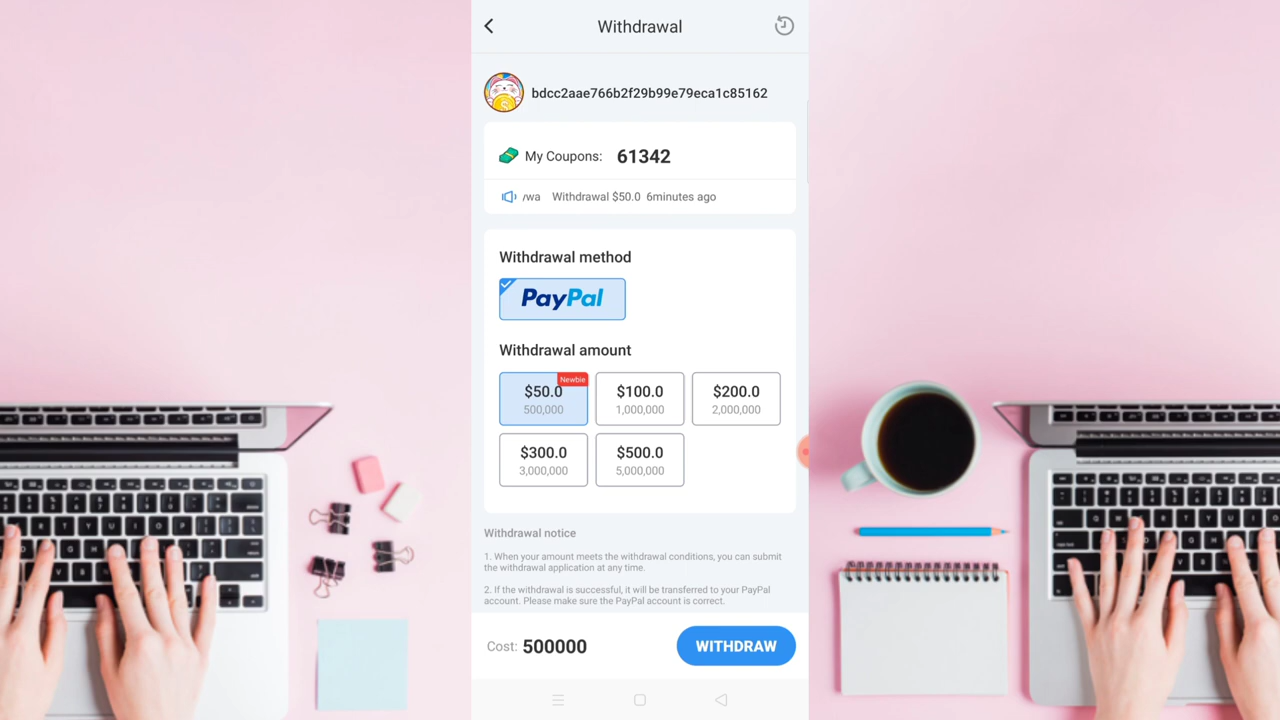 Withdrawal
bdcc2aae766b2f29b99e79eca1c85162
My Coupons: 61342
/wa Withdrawal $50.0 6minutes ago
Withdrawal method
PayPal
Withdrawal amount
Newbie
$50.0 $100.0 $200.0
500,000 1,000,000 2,000,000
$300.0 $500.0
3,000,000 5,000,000
Withdrawal notice
1. When your amount meets the withdrawal conditions, you can submit
the withdrawal application at any time.
2. If the withdrawal is successful, it will be transferred to your PayPal
account. Please make sure the PayPal account is correct.
Cost: 500000 WITHDRAW